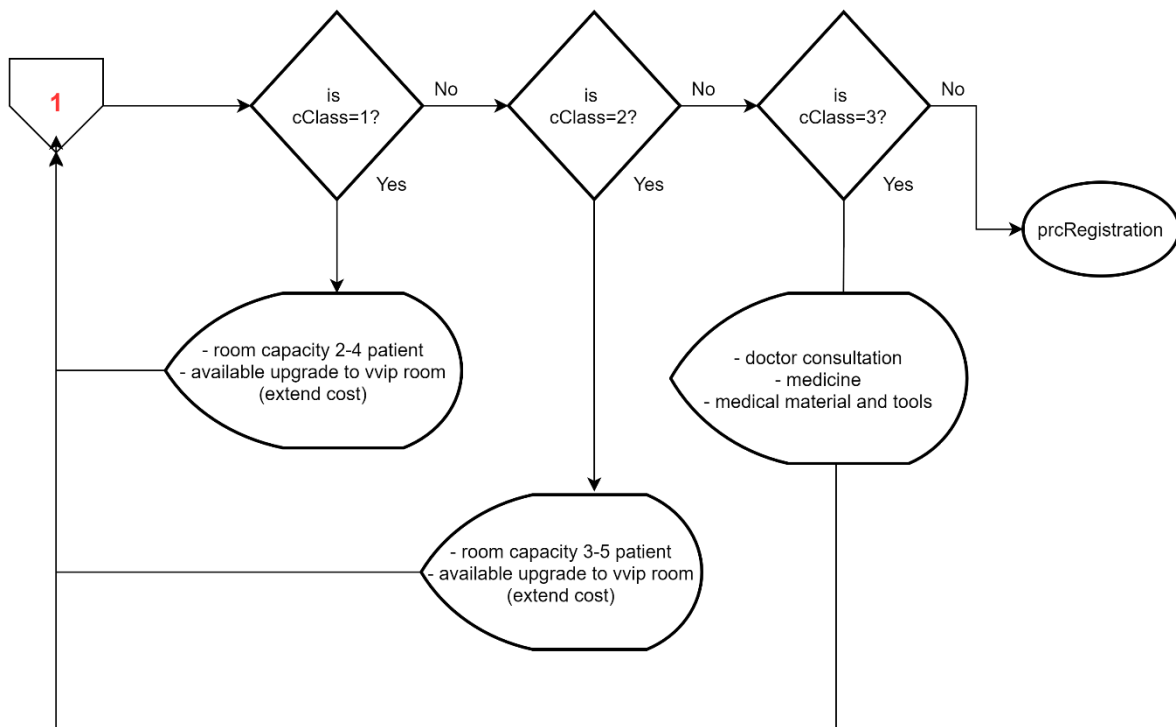 1
is
cClass=1?
No
Yes
is
cClass=2?
No
Yes
is
cClass=3?
No
Yes
prcRegistration
- room capacity 2-4 patient
- available upgrade to vvip room
(extend cost)
- doctor consultation
- medicine
- medical material and tools
- room capacity 3-5 patient
- available upgrade to vvip room
(extend cost)